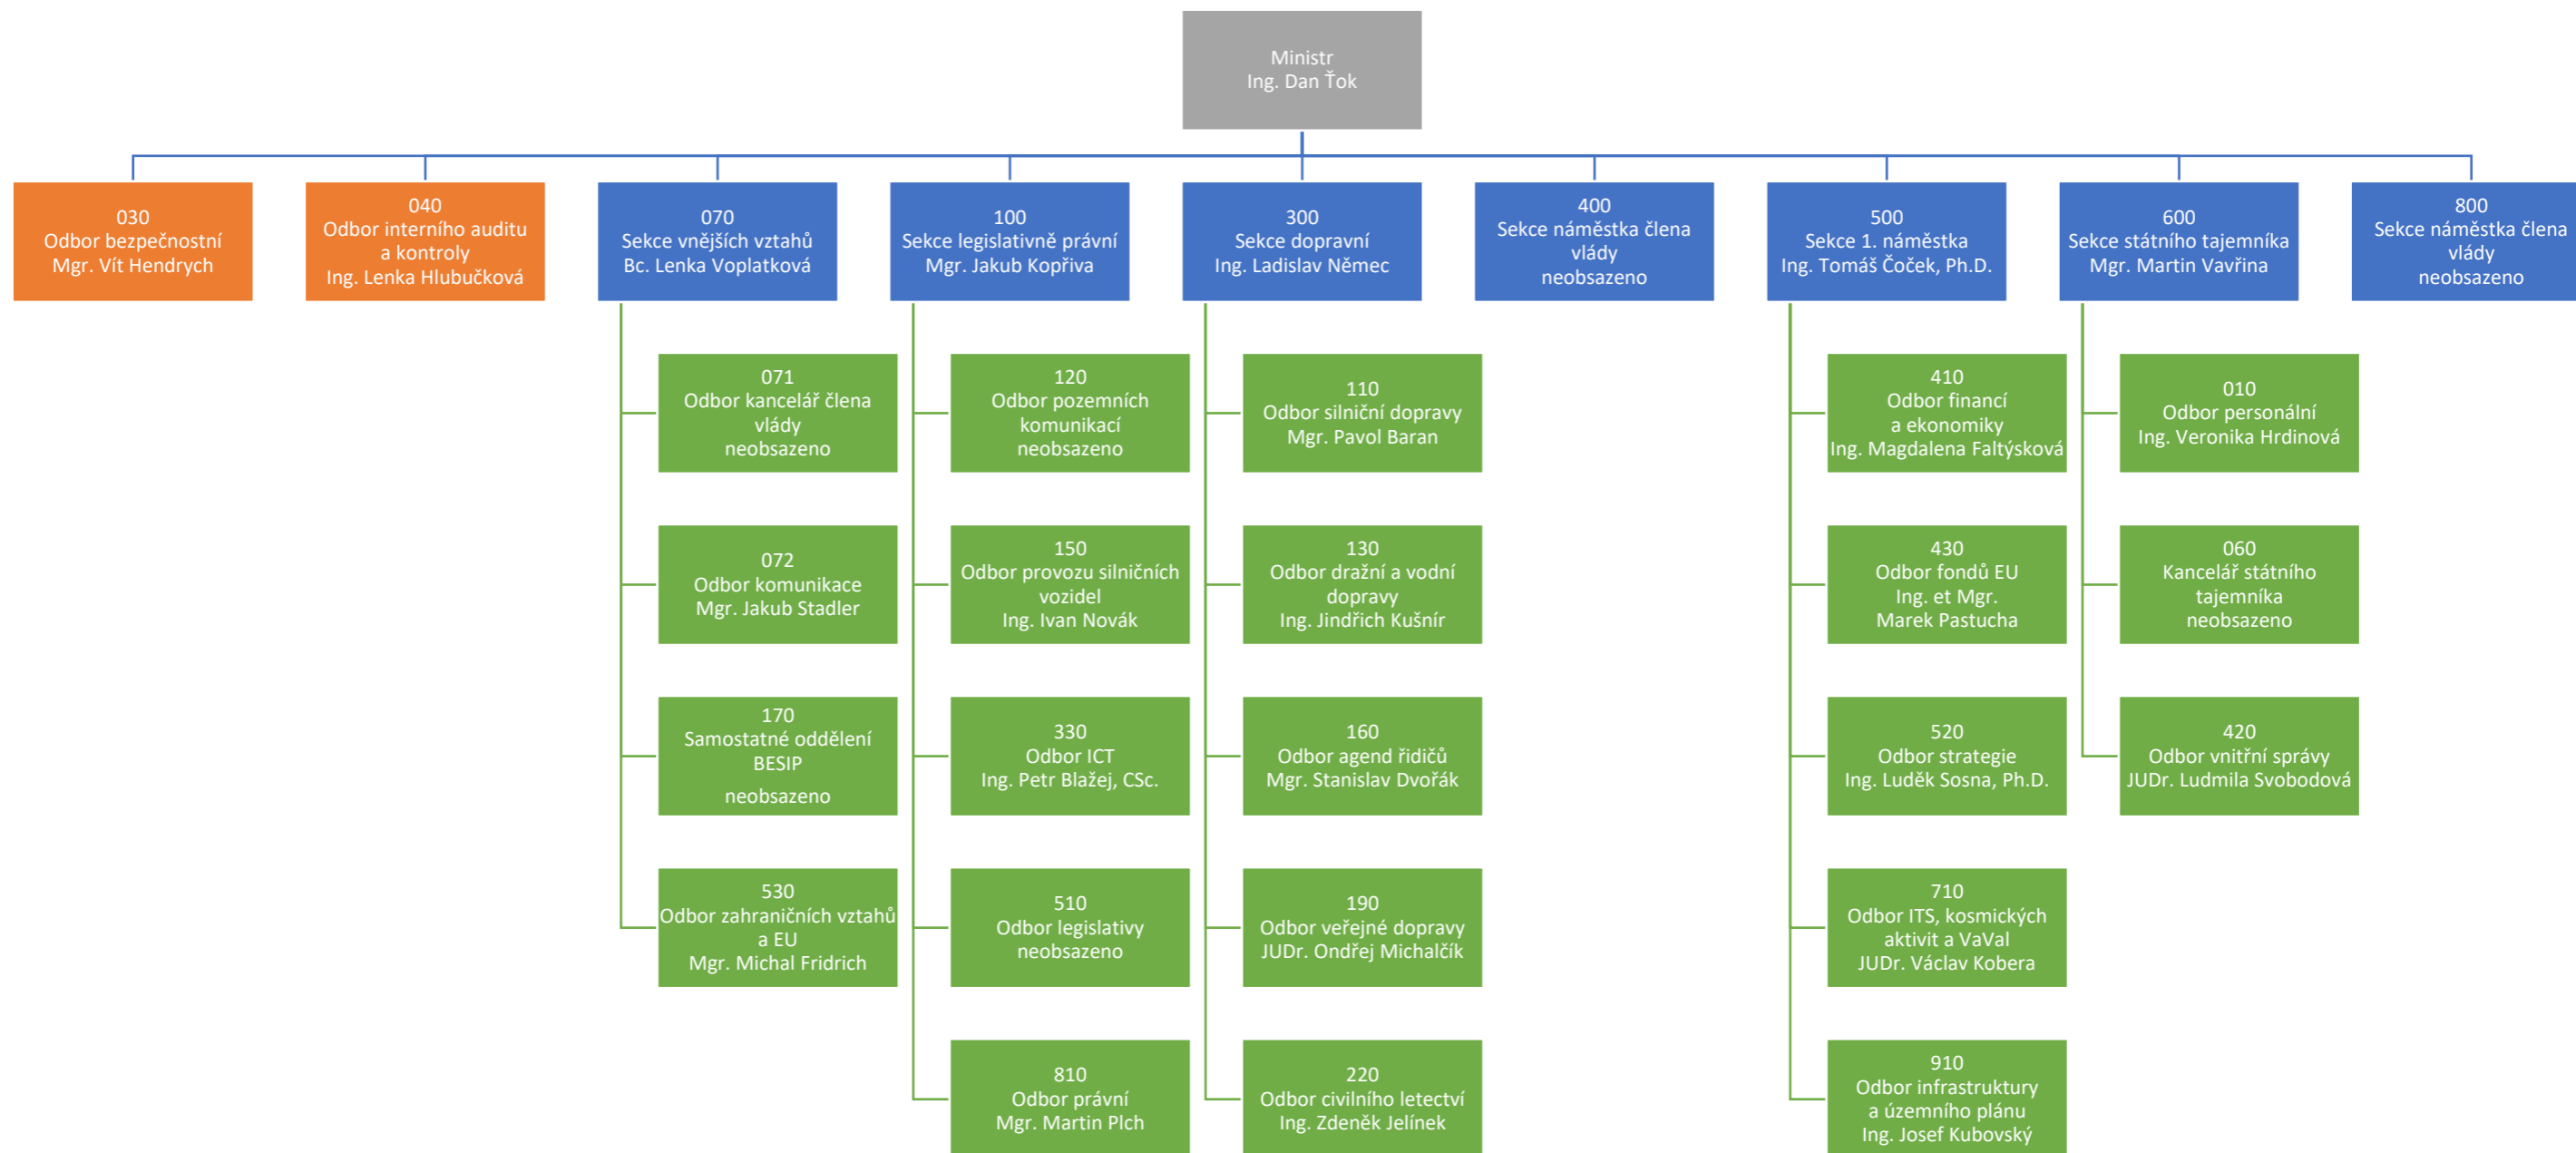 Ministr
Ing. Dan Ťok
030
Odbor bezpečnostní
Mgr. Vít Hendrych
040
Odbor interního auditu
a kontroly
Ing. Lenka Hlubučková
070
Sekce vnějších vztahů
Bc. Lenka Voplatková
100
Sekce legislativně právní
Mgr. Jakub Kopřiva
300
Sekce dopravní
Ing. Ladislav Němec
400
Sekce náměstka člena
vlády
neobsazeno
500
Sekce 1. náměstka
Ing. Tomáš Čoček, Ph.D.
600
Sekce státního tajemníka
Mgr. Martin Vavřina
800
Sekce náměstka člena
vlády
neobsazeno
071
Odbor kancelář člena
vlády
neobsazeno
072
Odbor komunikace
Mgr. Jakub Stadler
170
Samostatné oddělení
BESIP
neobsazeno
530
Odbor zahraničních vztahů
a EU
Mgr. Michal Fridrich
120
Odbor pozemních
komunikací
neobsazeno
150
Odbor provozu silničních
vozidel
Ing. Ivan Novák
330
Odbor ICT
Ing. Petr Blažej, CSc.
510
Odbor legislativy
neobsazeno
810
Odbor právní
Mgr. Martin Plch
110
Odbor silniční dopravy
Mgr. Pavol Baran
130
Odbor drážní a vodní
dopravy
Ing. Jindřich Kušnír
160
Odbor agend řidičů
Mgr. Stanislav Dvořák
190
Odbor veřejné dopravy
JUDr. Ondřej Michalčík
220
Odbor civilního letectví
Ing. Zdeněk Jelínek
410
Odbor financí
a ekonomiky
Ing. Magdalena Faltýsková
430
Odbor fondů EU
Ing. et Mgr.
Marek Pastucha
520
Odbor strategie
Ing. Luděk Sosna, Ph.D.
710
Odbor ITS, kosmických
aktivit a VaVal
JUDr. Václav Kobera
910
Odbor infrastruktury
a územního plánu
Ing. Josef Kubovský
010
Odbor personální
Ing. Veronika Hrdinová
060
Kancelář státního
tajemníka
neobsazeno
420
Odbor vnitřní správy
JUDr. Ludmila Svobodová